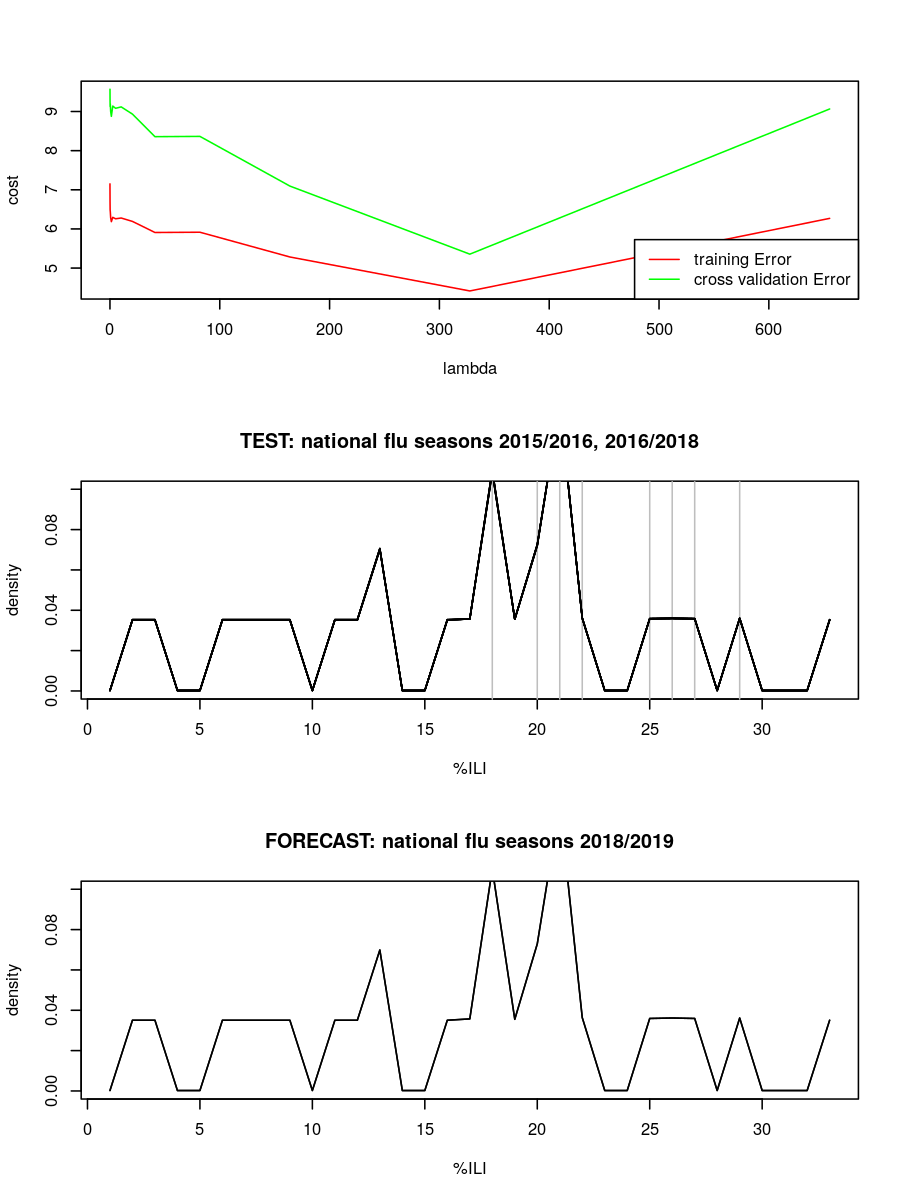 9
8
7
6
5
cost
training Error
cross validation Error
0 100 200 300 400 500 600
lambda
TEST: national flu seasons 2015/2016, 2016/2018
0.08
0.04
0.00
density
0 5 10 15 20 25 30
%ILI
FORECAST: national flu seasons 2018/2019
0.08
0.04
0.00
density
0 5 10 15 20 25 30
%ILI